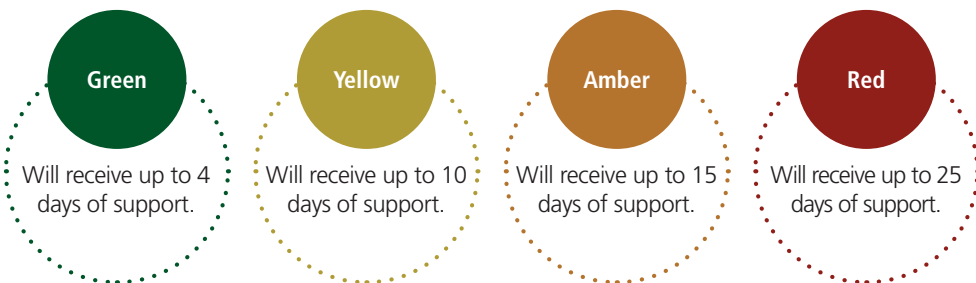 Green
Will receive up to 4
days of support.
Yellow
Will receive up to 10
days of support.
Amber
Will receive up to 15
days of support.
Red
Will receive up to 25
days of support.